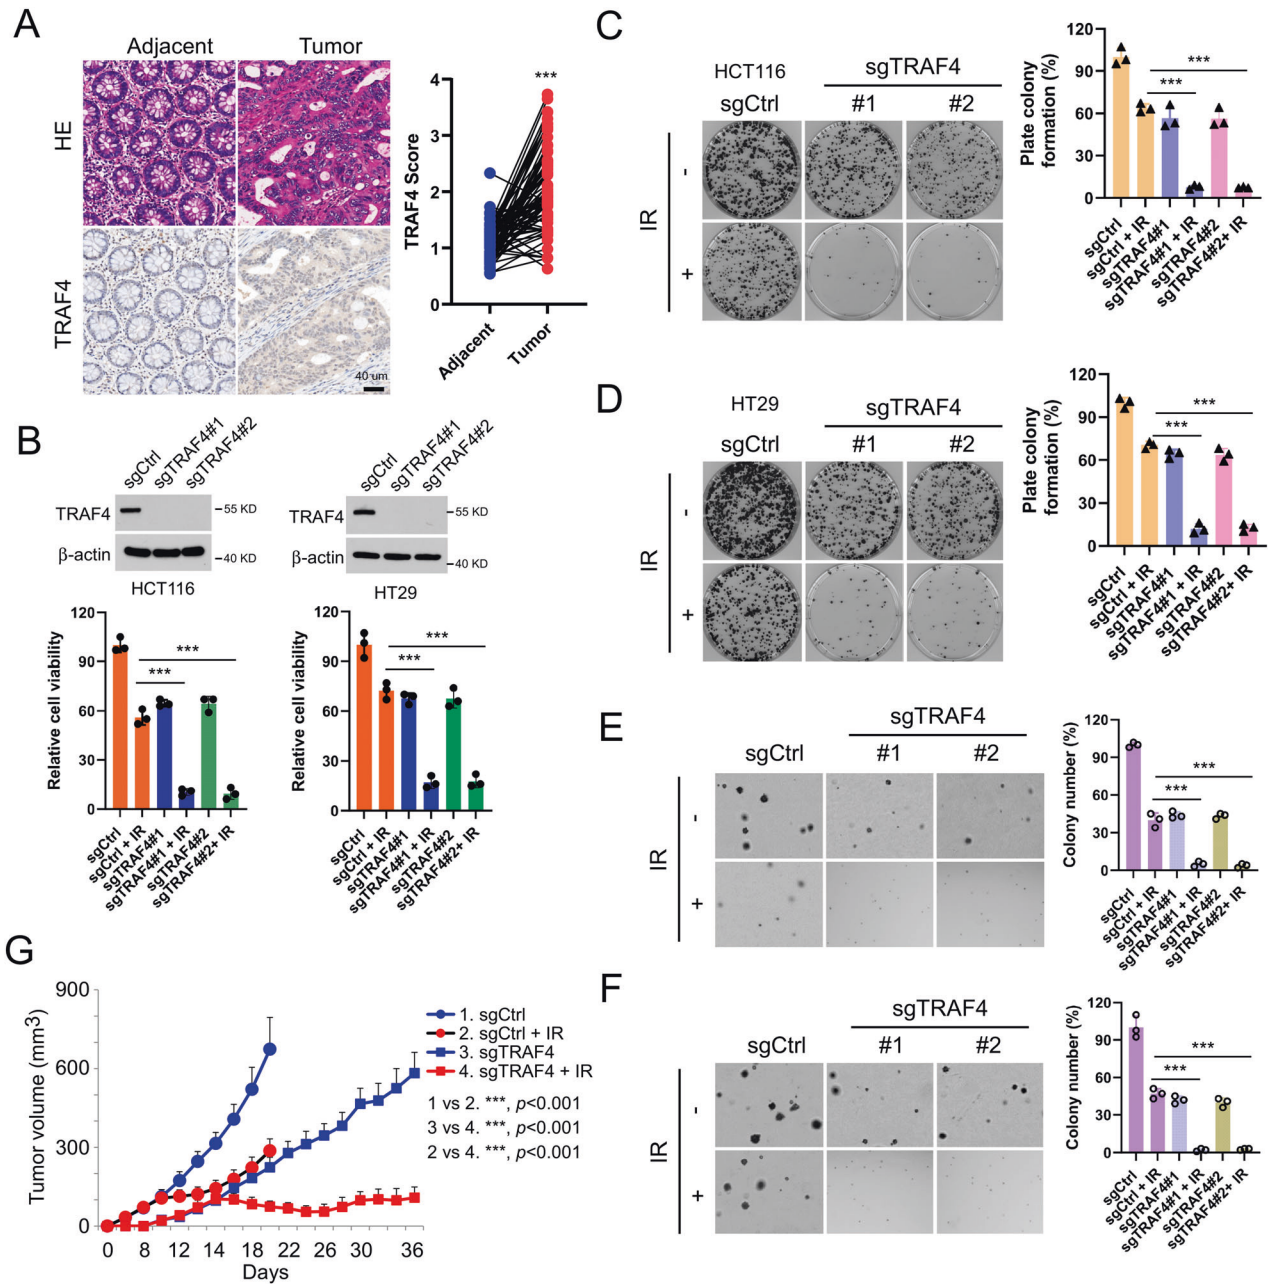 A
Adjacent
Tumor
HE
TRAF4
40 um
TRAF4 Score
4
3
2
1
0
***
Adjacent
Tumor
B
sgCtrl
sgTRAF4#1
sgTRAF4#2
TRAF4
55 KD
β-actin
40 KD
HCT116
Relative cell viability
120
90
60
30
0
***
***
sgCtrl
sgCtrl + IR
sgTRAF4#1
sgTRAF4#1 + IR
sgTRAF4#2
sgTRAF4#2+ IR
sgCtrl
sgTRAF4#1
sgTRAF4#2
TRAF4
55 KD
β-actin
40 KD
HT29
Relative cell viability
120
90
60
30
0
***
***
sgCtrl
sgCtrl + IR
sgTRAF4#1
sgTRAF4#1 + IR
sgTRAF4#2
sgTRAF4#2+ IR
C
HCT116
sgTRAF4
sgCtrl
#1
#2
IR
-
+
Plate colony
formation (%)
120
90
60
30
0
***
***
sgCtrl
sgCtrl + IR
sgTRAF4#1
sgTRAF4#1 + IR
sgTRAF4#2
sgTRAF4#2+ IR
D
HT29
sgTRAF4
sgCtrl
#1
#2
IR
-
+
Plate colony
formation (%)
120
90
60
30
0
***
***
sgCtrl
sgCtrl + IR
sgTRAF4#1
sgTRAF4#1 + IR
sgTRAF4#2
sgTRAF4#2+ IR
E
sgTRAF4
sgCtrl
#1
#2
IR
-
+
Colony number (%)
120
90
60
30
0
***
***
sgCtrl
sgCtrl + IR
sgTRAF4#1
sgTRAF4#1 + IR
sgTRAF4#2
sgTRAF4#2+ IR
F
sgTRAF4
sgCtrl
#1
#2
IR
-
+
Colony number (%)
120
90
60
30
0
***
***
sgCtrl
sgCtrl + IR
sgTRAF4#1
sgTRAF4#1 + IR
sgTRAF4#2
sgTRAF4#2+ IR
G
Tumor volume (mm3)
900
600
300
0
0 8 12 14 18 22 26 30 36
Days
1. sgCtrl
2. sgCtrl + IR
3. sgTRAF4
4. sgTRAF4 + IR
1 vs 2. ***, p<0.001
3 vs 4. ***, p<0.001
2 vs 4. ***, p<0.001